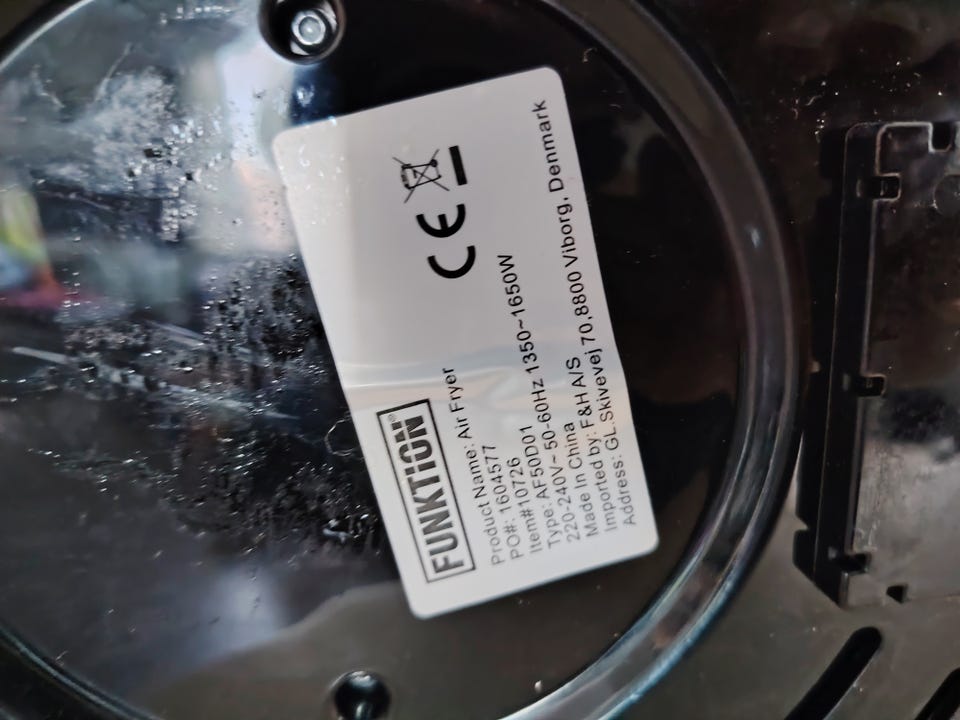 FUNKTION®
Product Name: Air Fryer
PO#: 1604577
Item#10726
Type: AF50D01
220-240V~ 50-60Hz 1350~1650W
Made in China
Imported by: F&H A/S
Address: GL.Skivevej 70,8800 Viborg, Denmark
CE